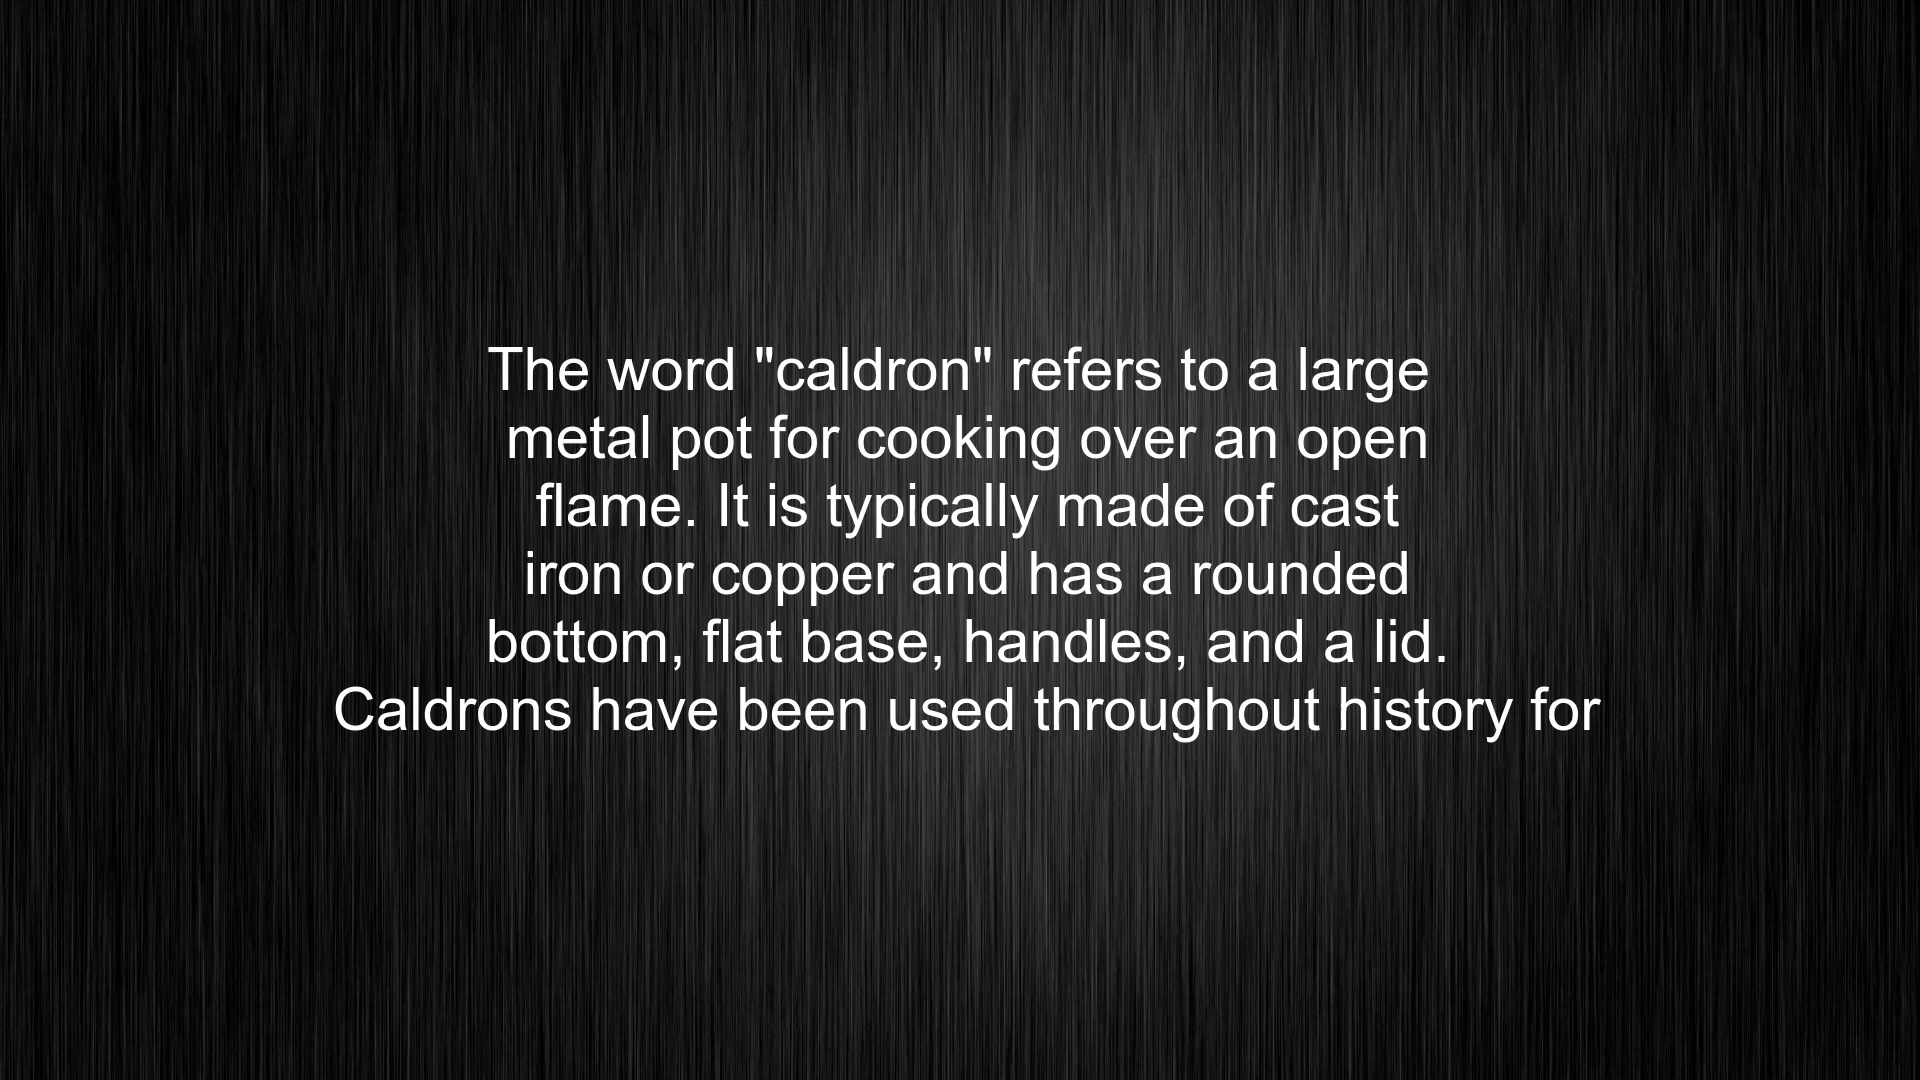 The word "caldron" refers to a large
metal pot for cooking over an open
flame. It is typically made of cast
iron or copper and has a rounded
bottom, flat base, handles, and a lid.
Caldrons have been used throughout history for